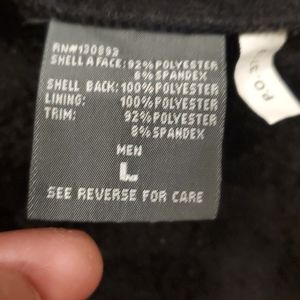 RN#130892
SHELL A FACE: 92% POLYESTER
8% SPANDEX
SHELL BACK: 100% POLYESTER
LINING: 100% POLYESTER
TRIM: 92% POLYESTER
8% SPANDEX
MEN
L
SEE REVERSE FOR CARE
P.O.